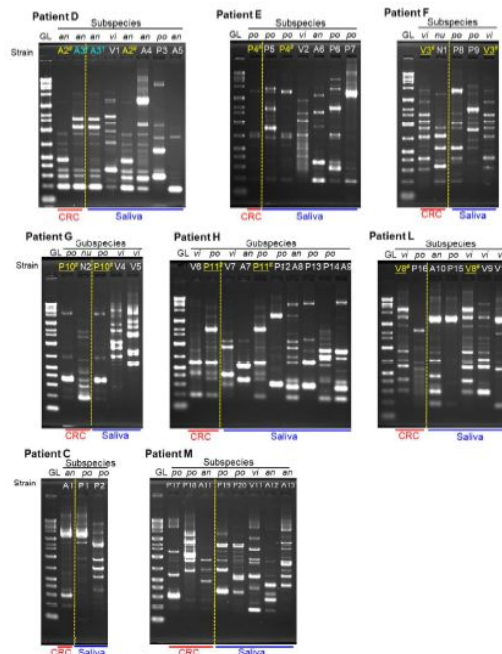 Patient D
Subspecies
GL an an an vi an an po an
Strain A2# A3† A3† V1 A2# A4 P3 A5
CRC Saliva
Patient E
Subspecies
GL po po po vi an po po
P4# P5 P4# V2 A6 P6 P7
CRC Saliva
Patient F
Subspecies
GL vi nu po po vi
V3# N1 P8 P9 V3#
CRC Saliva
Patient G
Subspecies
GL po nu po vi vi
P10# N2 P10# V4 V5
CRC Saliva
Patient H
Subspecies
GL vi po vi an po po an po po an
V6 P11# V7 A7 P11# P12 A8 P13 P14 A9
CRC Saliva
Patient L
Subspecies
GL vi po an po vi vi
V8# P16 A10 P15 V8# V9
CRC Saliva
Patient C
Subspecies
GL an po po
Strain A1 P1 P2
CRC Saliva
Patient M
Subspecies
GL po po an po po vi an an
P17 P18 A11 P19 P20 V11 A12 A13
CRC Saliva